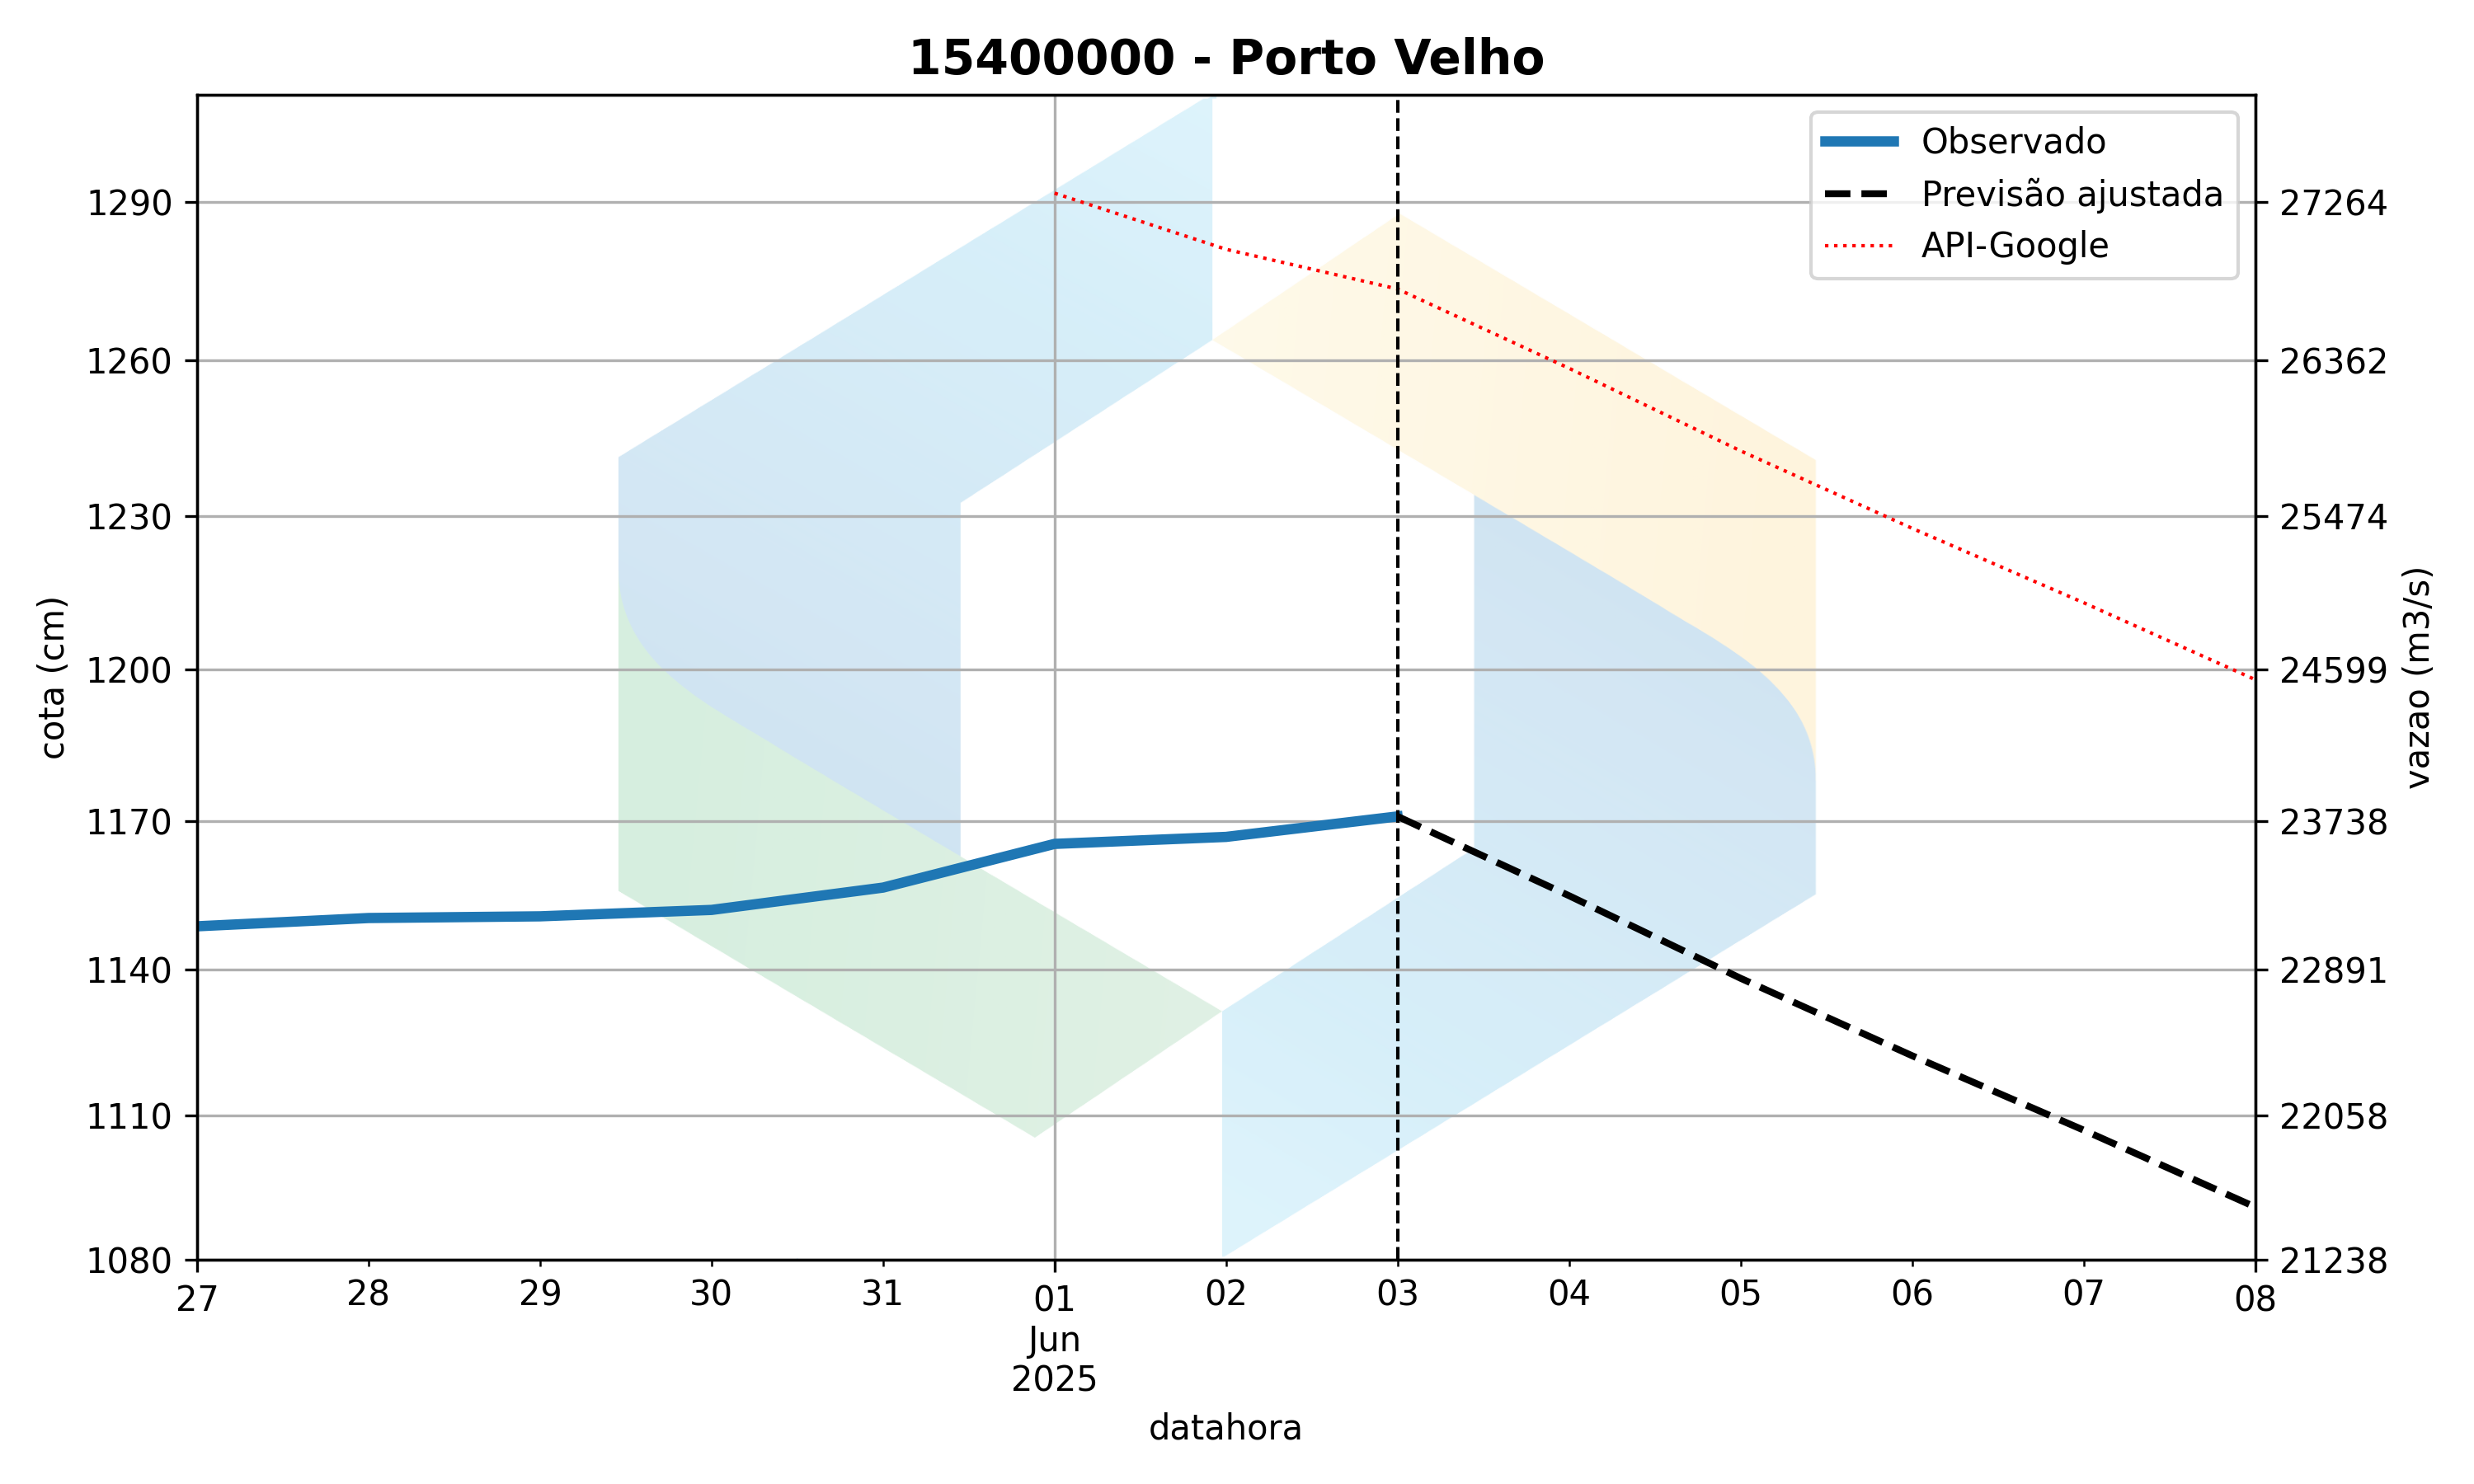 15400000 - Porto Velho
Observado
Previsão ajustada
API-Google
1290
1260
1230
1200
1170
1140
1110
1080
cota (cm)
27264
26362
25474
24599
23738
22891
22058
21238
vazao (m3/s)
27 28 29 30 31 01 02 03 04 05 06 07 08
Jun
2025
datahora